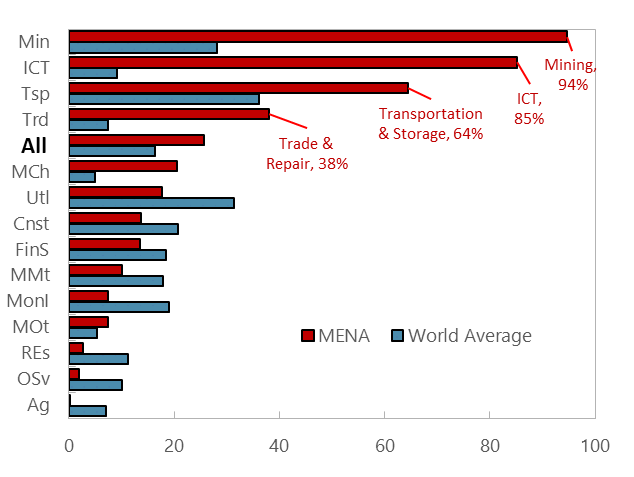 Min
ICT
Tsp
Trd
All
MCh
Utl
Cnst
FinS
MMt
MonI
MOt
REs
OSv
Ag
Mining,
94%
ICT,
85%
Transportation
& Storage, 64%
Trade &
Repair, 38%
MENA
World Average
0 20 40 60 80 100